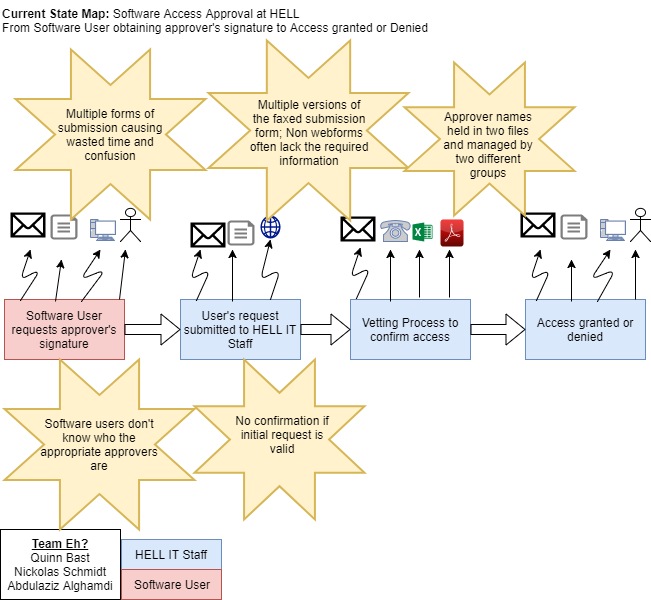 Current State Map: Software Access Approval at HELL
From Software User obtaining approver's signature to Access granted or Denied
Multiple forms of
submission causing
wasted time and
confusion
Multiple versions of
the faxed submission
form; Non webforms
often lack the required
information
Approver names
held in two files
and managed by
two different
groups
Software User
requests approver's
signature
User's request
submitted to HELL IT
Staff
Vetting Process to
confirm access
Access granted or
denied
Software users don't
know who the
appropriate approvers
are
No confirmation if
initial request is
valid
Team Eh?
Quinn Bast
Nickolas Schmidt
Abdulaziz Alghamdi
HELL IT Staff
Software User